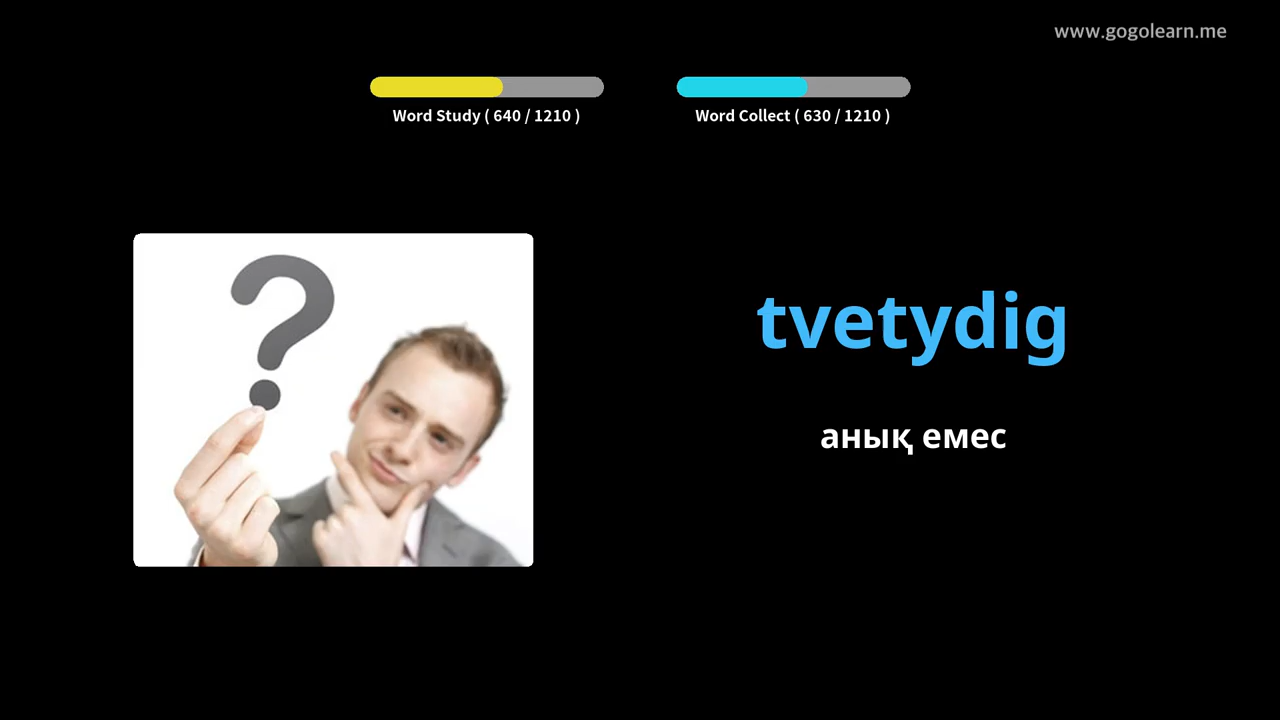 www.gogolearn.me
Word Study ( 640 / 1210 )
Word Collect ( 630 / 1210 )
tvetydig
анық емес